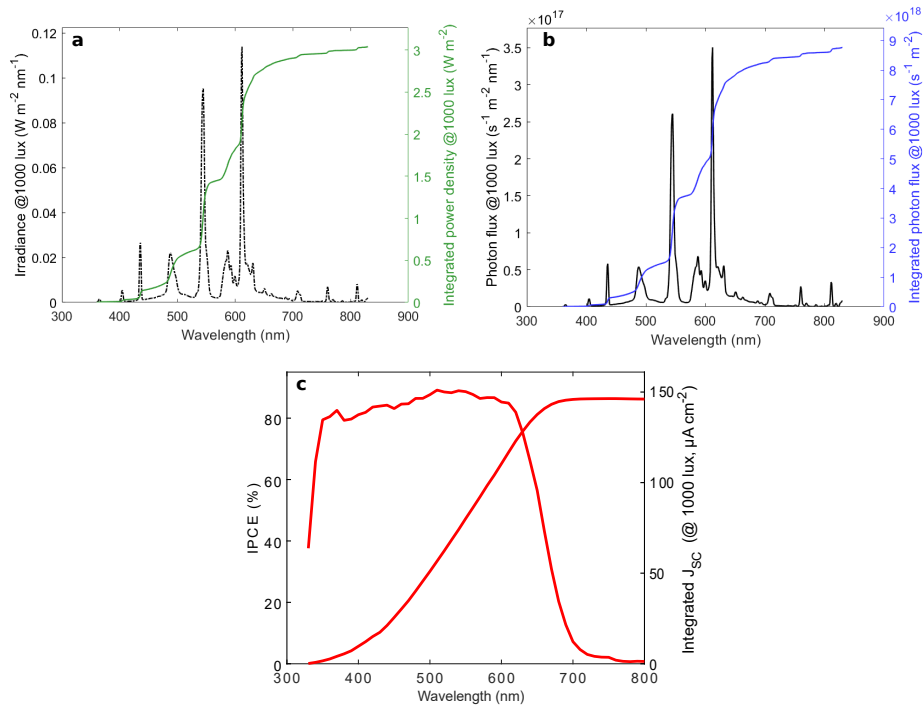 a
0.12
0.1
0.08
0.06
0.04
0.02
0
300 400 500 600 700 800 900
Wavelength (nm)
Irradiance @1000 lux (W m-2 nm-1)
3
2.5
2
1.5
1
0.5
0
Integrated power density @1000 lux (W m-2)
b
×10^17
3.5
3
2.5
2
1.5
1
0.5
0
300 400 500 600 700 800 900
Wavelength (nm)
Photon flux @1000 lux (s-1 m-2 nm-1)
×10^18
9
8
7
6
5
4
3
2
1
0
Integrated photon flux @1000 lux (s-1 m-2)
c
80
60
40
20
0
300 400 500 600 700 800
Wavelength (nm)
IPCE (%)
150
100
50
0
Integrated JSC (@ 1000 lux, μA cm-2)